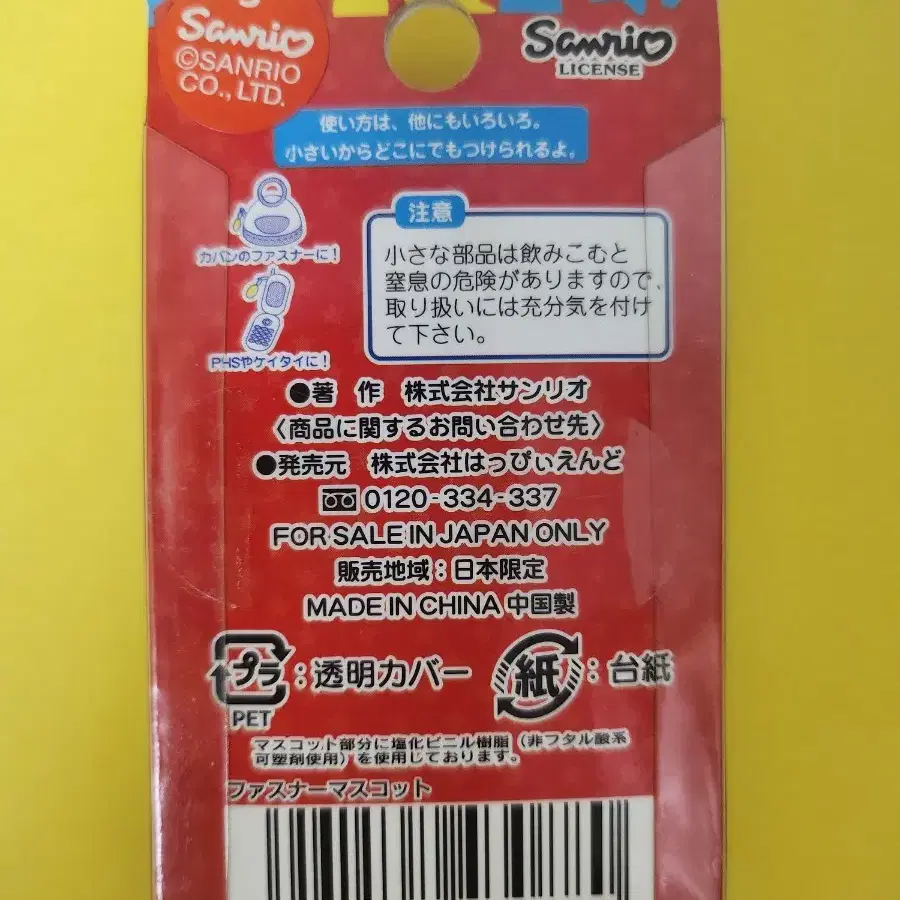 Sanrio
©SANRIO
CO., LTD.
Sanrio
LICENSE
使い方は、他にもいろいろ。
小さいからどこにでもつけられるよ。
カバンのファスナーに!
PHSやケイタイに!
注意
小さな部品は飲みこむと
窒息の危険がありますので、
取り扱いには充分気を付け
て下さい。
●著 作 株式会社サンリオ
〈商品に関するお問い合わせ先〉
●発売元 株式会社はっぴぃえんど
0120-334-337
FOR SALE IN JAPAN ONLY
販売地域:日本限定
MADE IN CHINA 中国製
プラ:透明カバー
PET
紙:台紙
マスコット部分に塩化ビニル樹脂(非フタル酸系
可塑剤使用)を使用しております。
ファスナーマスコット